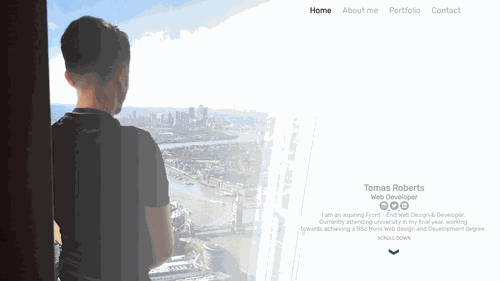 Home About me Portfolio Contact
Tomas Roberts
Web Developer
I am an aspiring Front - End Web Design & Developer.
Currently attending university in my final year, working
towards achieving a BSc Hons Web design and Development degree.
SCROLL DOWN